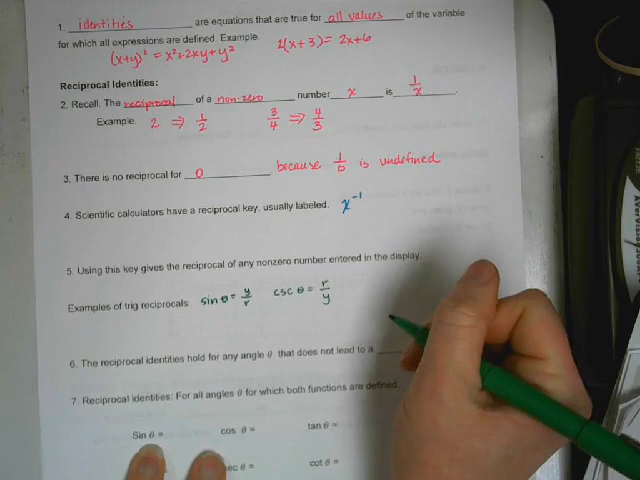 1. identities are equations that are true for all values of the variable
for which all expressions are defined. Example. 2(x+3) = 2x+6
(x+y)² = x²+2xy+y²
Reciprocal Identities:
2. Recall. The reciprocal of a non-zero number x is 1/x.
Example. 2 ⇒ 1/2 3/4 ⇒ 4/3
3. There is no reciprocal for 0 because 1/0 is undefined
4. Scientific calculators have a reciprocal key, usually labeled. x⁻¹
5. Using this key gives the reciprocal of any nonzero number entered in the display.
Examples of trig reciprocals: sin θ = y/r csc θ = r/y
6. The reciprocal identities hold for any angle θ that does not lead to a
7. Reciprocal identities: For all angles θ for which both functions are defined.
Sin θ = cos θ = tan θ =
θ = cot θ =